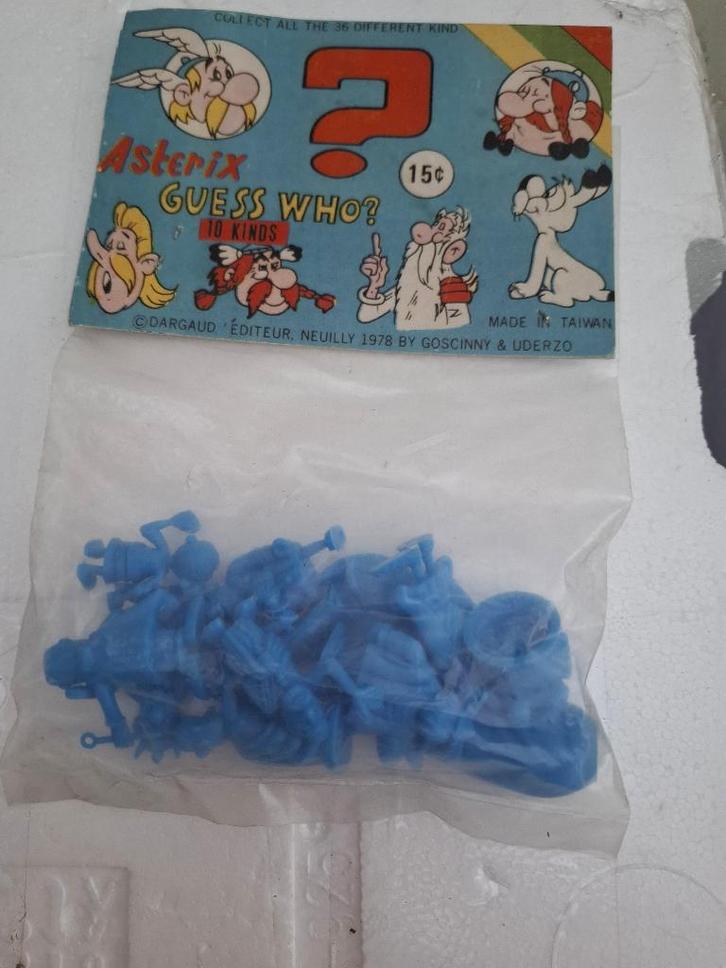 COLLECT ALL THE 36 DIFFERENT KIND
?
Asterix
15¢
GUESS WHO?
10 KINDS
MADE IN TAIWAN
© DARGAUD ÉDITEUR, NEUILLY 1978 BY GOSCINNY & UDERZO